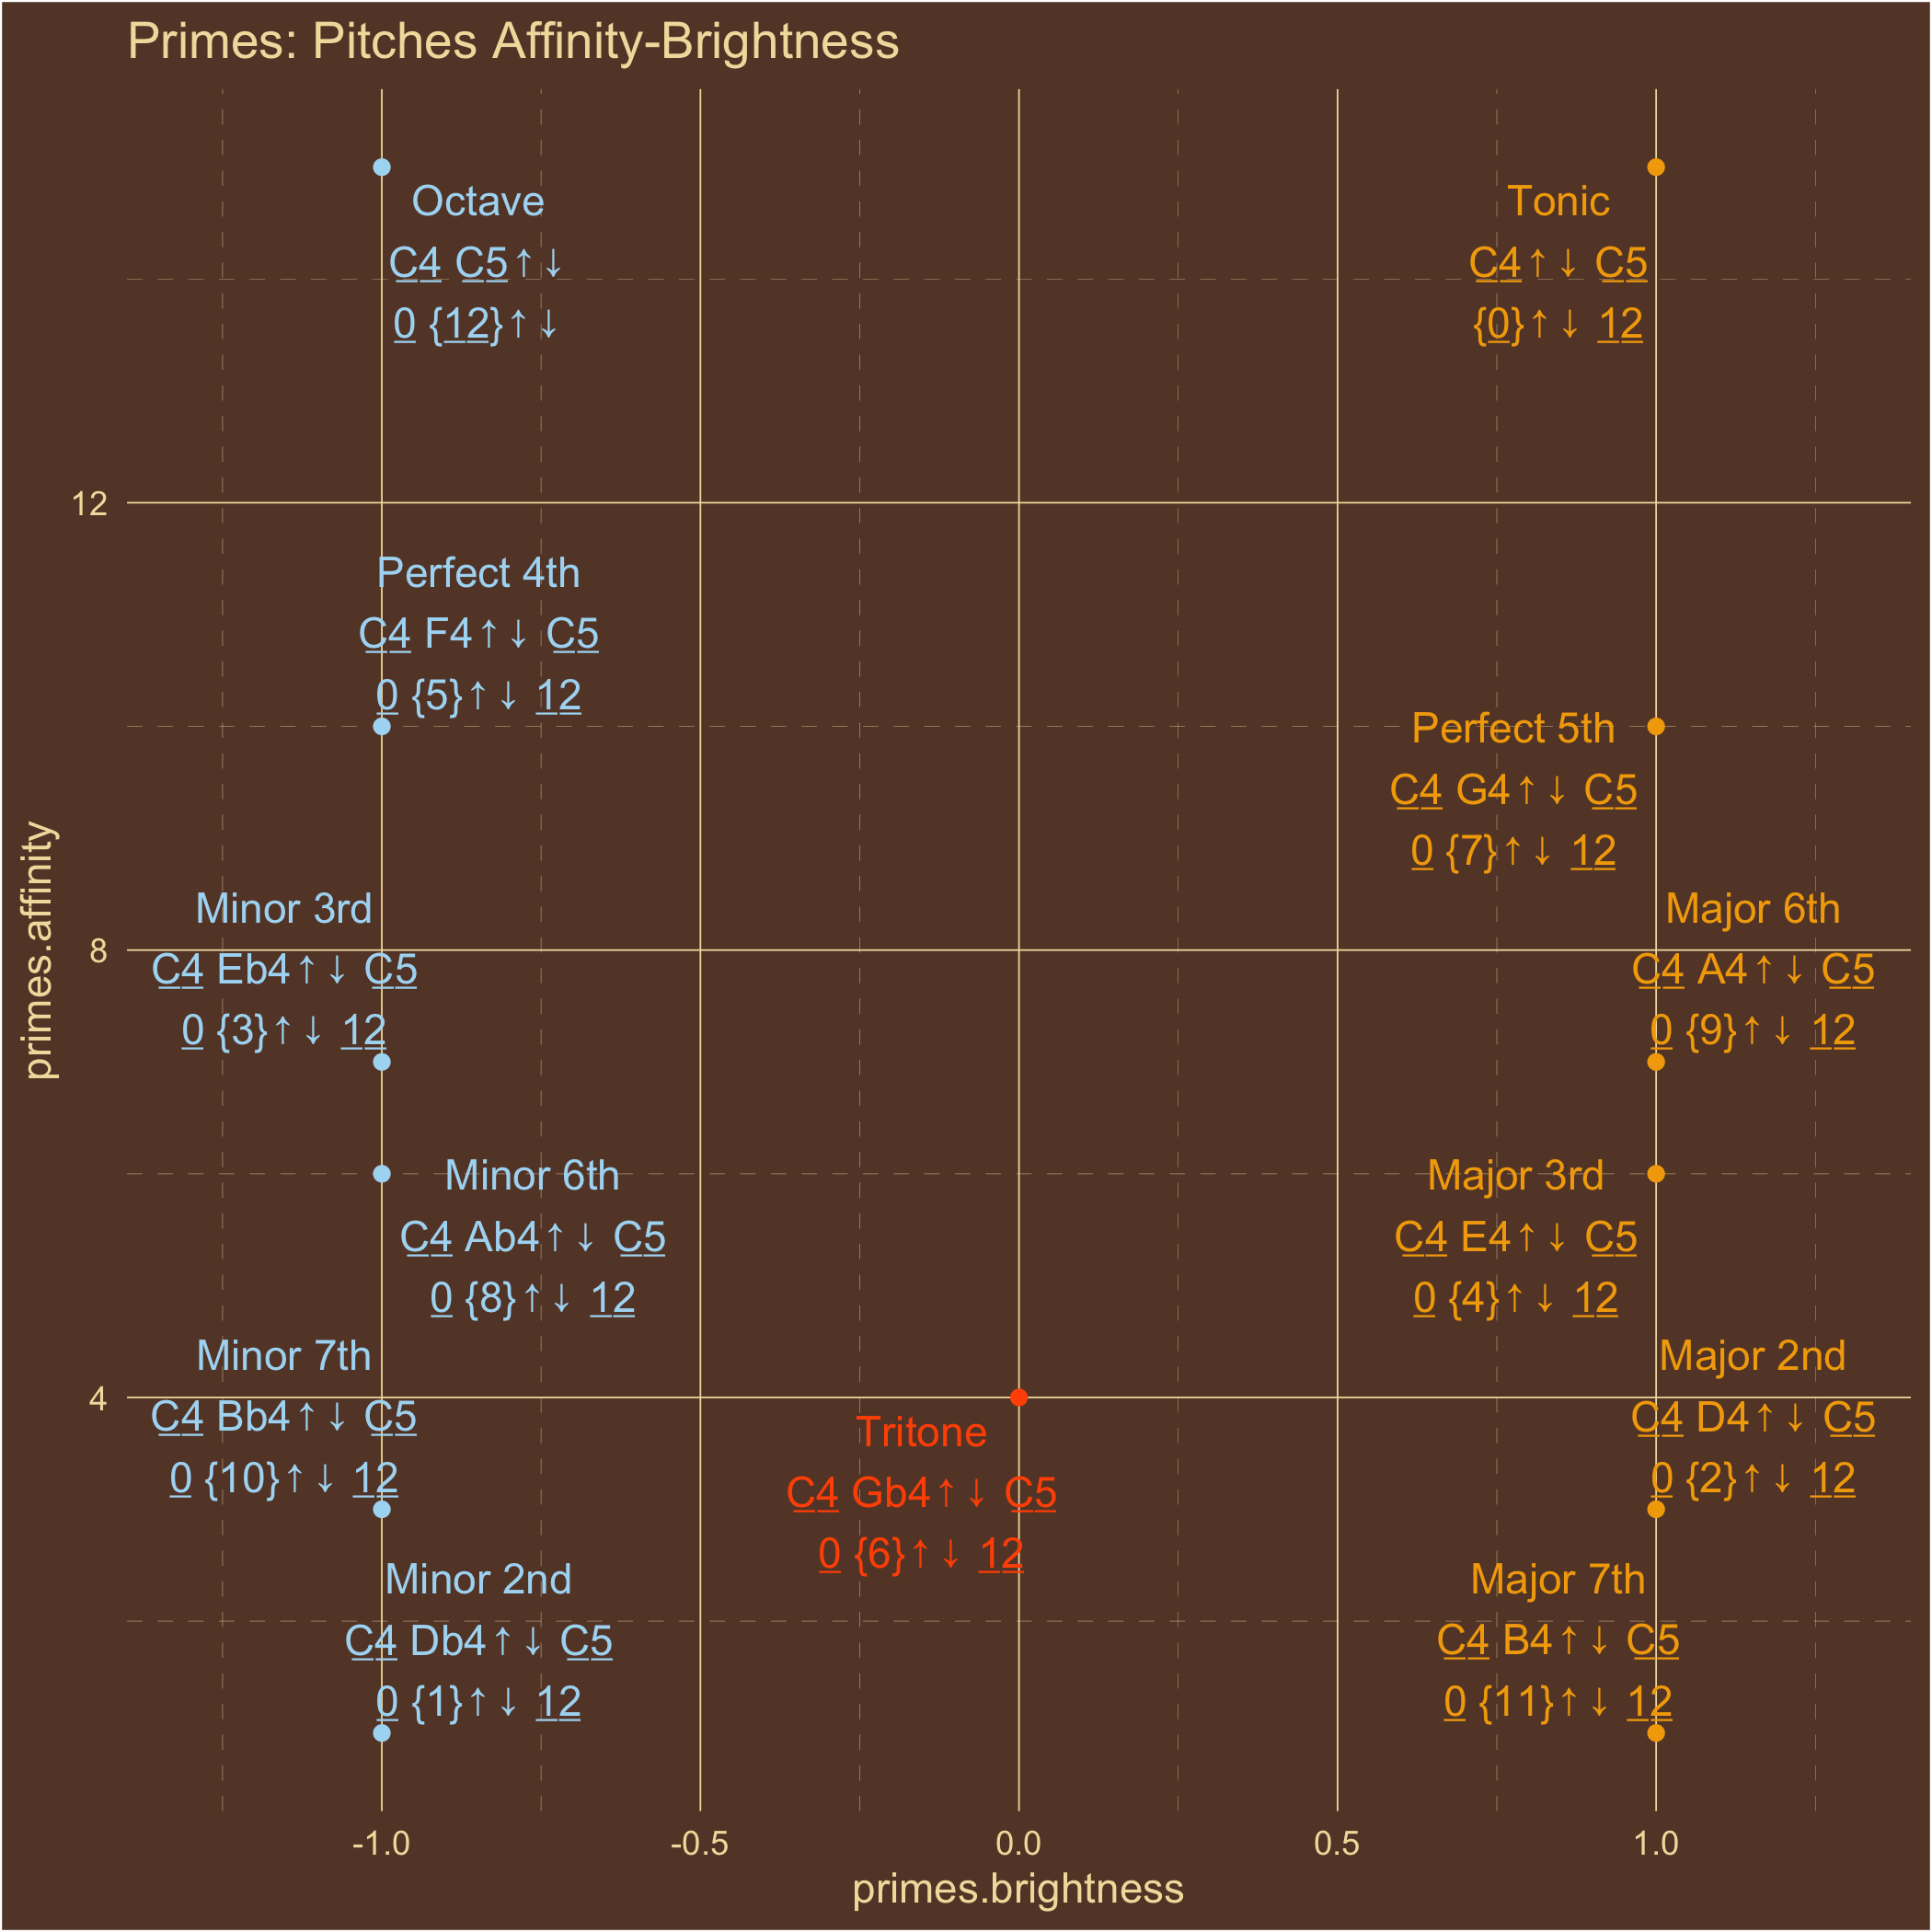 Primes: Pitches Affinity-Brightness
Octave
C4 C5↑↓
0 {12}↑↓
Tonic
C4↑↓ C5
{0}↑↓ 12
12
Perfect 4th
C4 F4↑↓ C5
0 {5}↑↓ 12
Perfect 5th
C4 G4↑↓ C5
0 {7}↑↓ 12
Minor 3rd
C4 Eb4↑↓ C5
0 {3}↑↓ 12
Major 6th
C4 A4↑↓ C5
0 {9}↑↓ 12
8
primes.affinity
Minor 6th
C4 Ab4↑↓ C5
0 {8}↑↓ 12
Major 3rd
C4 E4↑↓ C5
0 {4}↑↓ 12
Minor 7th
C4 Bb4↑↓ C5
0 {10}↑↓ 12
Major 2nd
C4 D4↑↓ C5
0 {2}↑↓ 12
4
Tritone
C4 Gb4↑↓ C5
0 {6}↑↓ 12
Minor 2nd
C4 Db4↑↓ C5
0 {1}↑↓ 12
Major 7th
C4 B4↑↓ C5
0 {11}↑↓ 12
-1.0
-0.5
0.0
0.5
1.0
primes.brightness